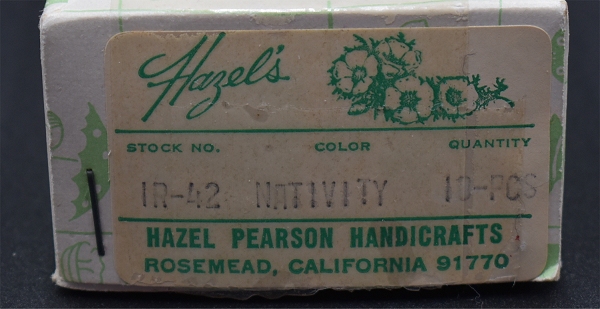 Hazel's
STOCK NO. COLOR QUANTITY
IR-42 NATIVITY 10-PCS
HAZEL PEARSON HANDICRAFTS
ROSEMEAD, CALIFORNIA 91770